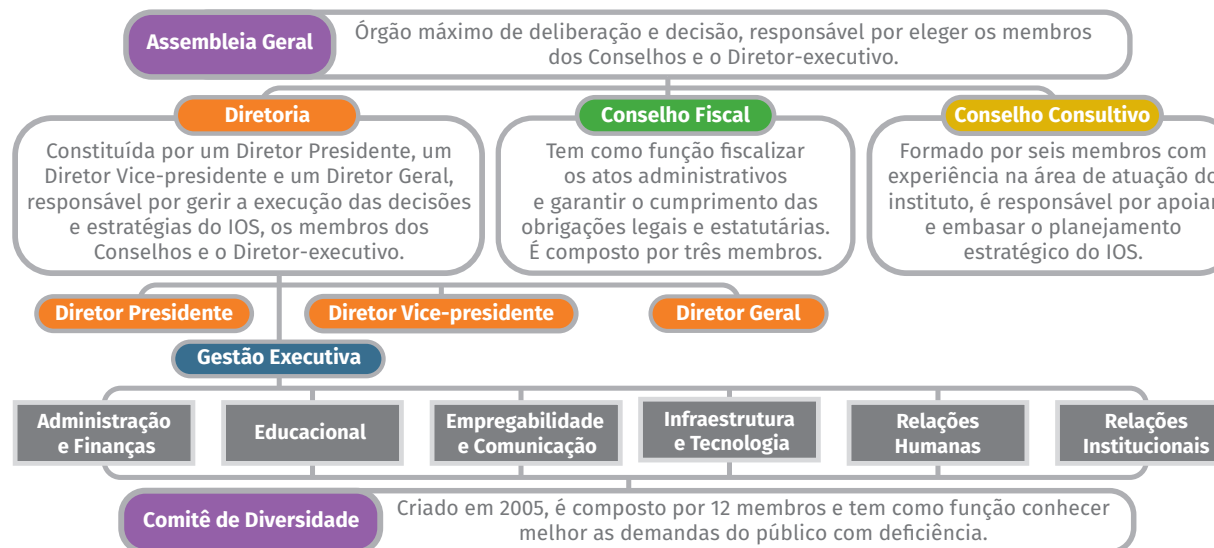 Assembleia Geral
Órgão máximo de deliberação e decisão, responsável por eleger os membros
dos Conselhos e o Diretor-executivo.
Diretoria
Constituída por um Diretor Presidente, um
Diretor Vice-presidente e um Diretor Geral,
responsável por gerir a execução das decisões
e estratégias do IOS, os membros dos
Conselhos e o Diretor-executivo.
Conselho Fiscal
Tem como função fiscalizar
os atos administrativos
e garantir o cumprimento das
obrigações legais e estatutárias.
É composto por três membros.
Conselho Consultivo
Formado por seis membros com
experiência na área de atuação do
instituto, é responsável por apoiar
e embasar o planejamento
estratégico do IOS.
Diretor Presidente
Diretor Vice-presidente
Diretor Geral
Gestão Executiva
Administração
e Finanças
Educacional
Empregabilidade
e Comunicação
Infraestrutura
e Tecnologia
Relações
Humanas
Relações
Institucionais
Comitê de Diversidade
Criado em 2005, é composto por 12 membros e tem como função conhecer
melhor as demandas do público com deficiência.